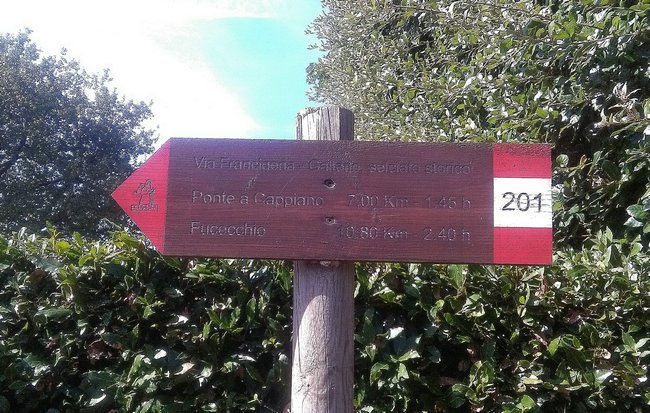 Via Francigena - Galleno, selciato storico
Ponte a Cappiano 7,00 Km - 1.45 h
Fucecchio 10.80 Km - 2.40 h
201